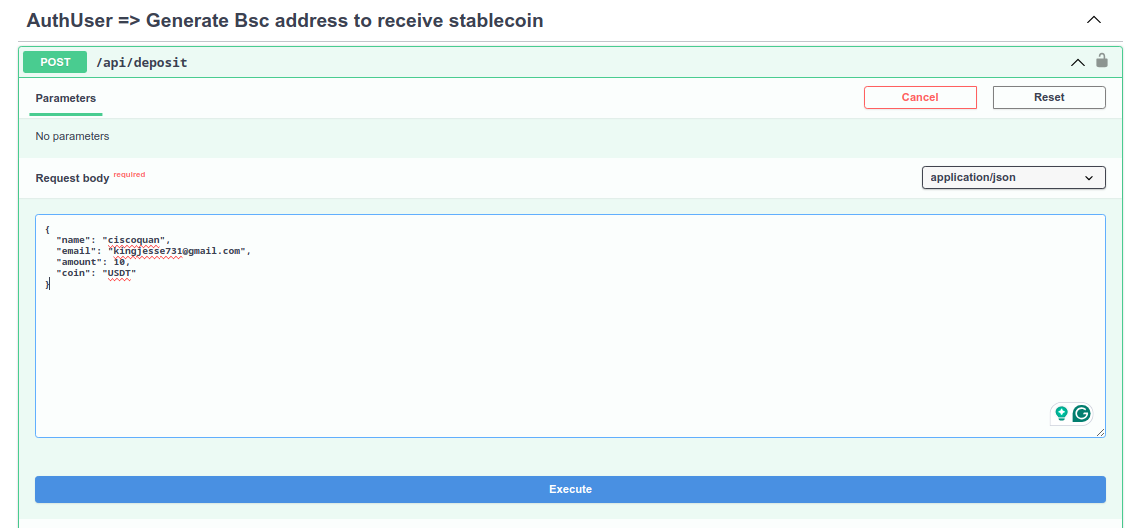 AuthUser => Generate Bsc address to receive stablecoin
POST /api/deposit
Parameters
Cancel
Reset
No parameters
Request body required
application/json
{
"name": "ciscoquan",
"email": "kingjesse731@gmail.com",
"amount": 10,
"coin": "USDT"
}
Execute